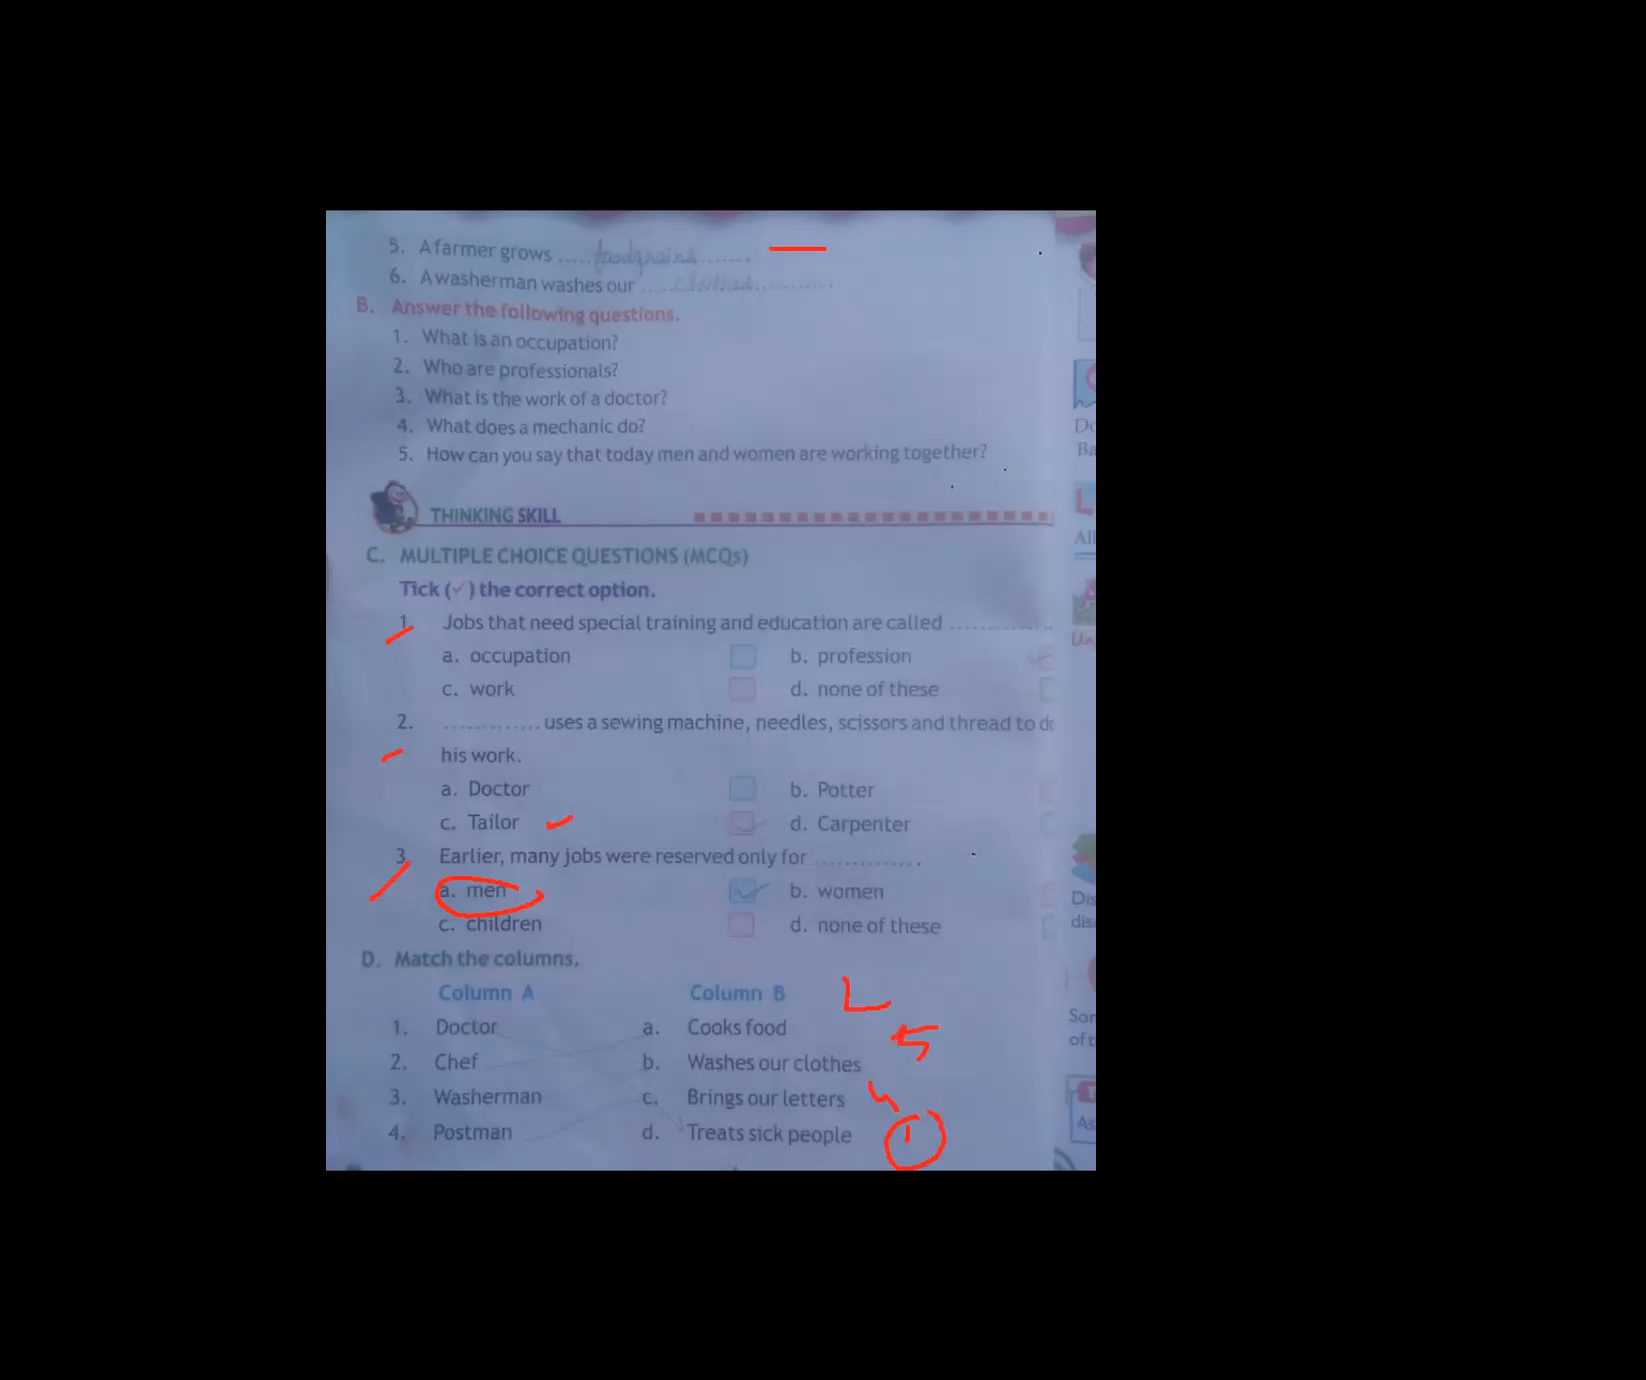 5. A farmer grows ..... foodgrains .......
6. A washerman washes our .... clothes ............
B. Answer the following questions.
1. What is an occupation?
2. Who are professionals?
3. What is the work of a doctor?
4. What does a mechanic do?
5. How can you say that today men and women are working together?
THINKING SKILL
C. MULTIPLE CHOICE QUESTIONS (MCQs)
Tick (✓) the correct option.
1. Jobs that need special training and education are called ..............
a. occupation b. profession
c. work d. none of these
2. ............. uses a sewing machine, needles, scissors and thread to do
his work.
a. Doctor b. Potter
c. Tailor d. Carpenter
3. Earlier, many jobs were reserved only for ..............
a. men b. women
c. children d. none of these
D. Match the columns.
Column A Column B
1. Doctor a. Cooks food
2. Chef b. Washes our clothes
3. Washerman c. Brings our letters
4. Postman d. Treats sick people 1